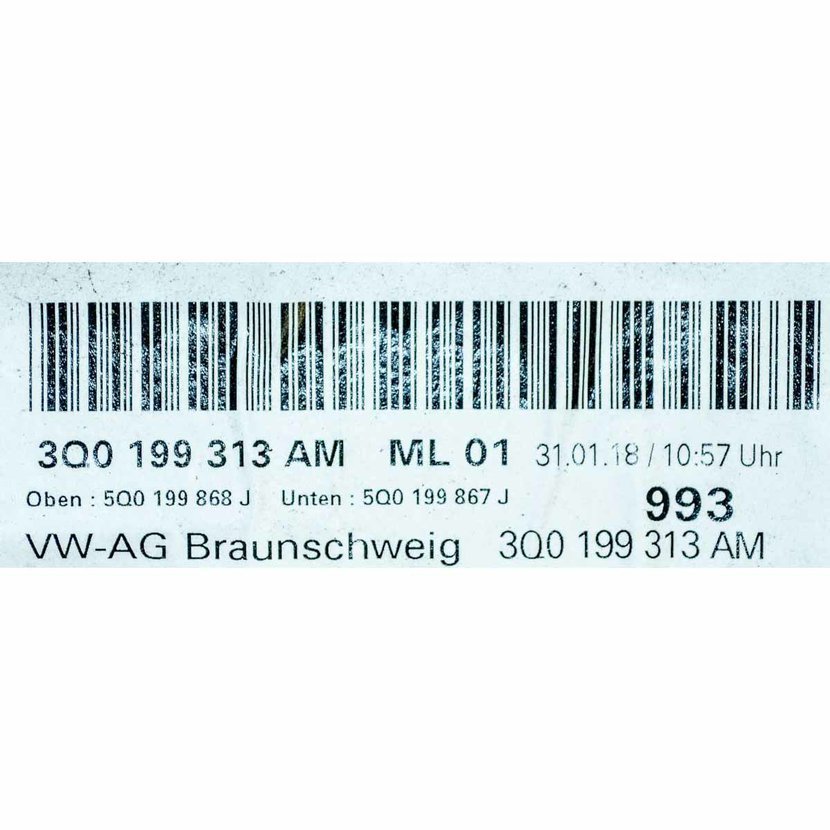 3Q0 199 313 AM ML 01 31.01.18 / 10:57 Uhr
Oben : 5Q0 199 868 J Unten : 5Q0 199 867 J 993
VW-AG Braunschweig 3Q0 199 313 AM